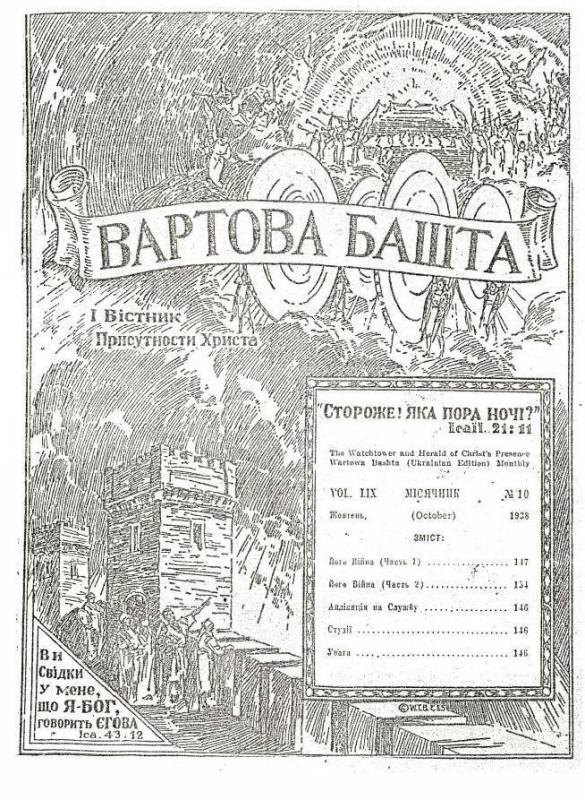 ВАРТОВА БАШТА
І Вістник
Присутности Христа
"СТОРОЖЕ! ЯКА ПОРА НОЧІ?"
Ісаії. 21:11
The Watchtower and Herald of Christ's Presence
Wartowa Bashta (Ukrainian Edition) Monthly
VOL. LIX МІСЯЧНИК № 10
Жовтень, (October) 1938
ЗМІСТ:
Його Війна (Часть 1) 147
Його Війна (Часть 2) 154
Апликація на Службу 146
Студії 146
Увага 146
Ви
Свідки
У мене,
що Я-БОГ,
говорить ЄГОВА
Іса. 43.12
©W.T.B.& T.S.